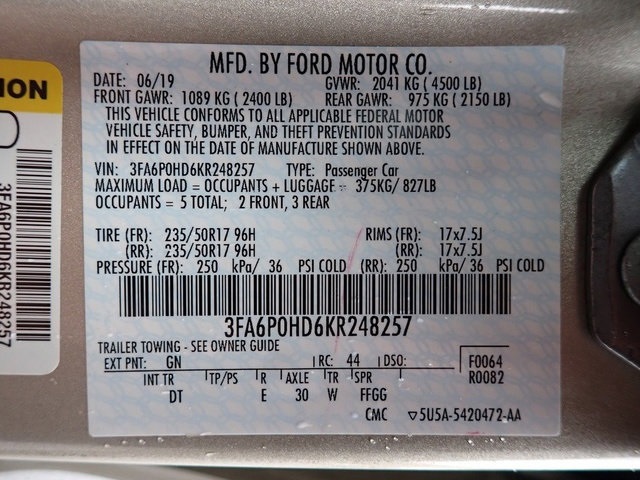 MFD. BY FORD MOTOR CO.
DATE: 06/19 GVWR: 2041 KG ( 4500 LB)
FRONT GAWR: 1089 KG ( 2400 LB) REAR GAWR: 975 KG ( 2150 LB)
THIS VEHICLE CONFORMS TO ALL APPLICABLE FEDERAL MOTOR
VEHICLE SAFETY, BUMPER, AND THEFT PREVENTION STANDARDS
IN EFFECT ON THE DATE OF MANUFACTURE SHOWN ABOVE.
VIN: 3FA6P0HD6KR248257 TYPE: Passenger Car
MAXIMUM LOAD = OCCUPANTS + LUGGAGE = 375KG/ 827LB
OCCUPANTS = 5 TOTAL; 2 FRONT, 3 REAR
TIRE (FR): 235/50R17 96H RIMS (FR): 17x7.5J
(RR): 235/50R17 96H (RR): 17x7.5J
PRESSURE (FR): 250 kPa/ 36 PSI COLD (RR): 250 kPa/ 36 PSI COLD
3FA6P0HD6KR248257
TRAILER TOWING - SEE OWNER GUIDE
EXT PNT: GN RC: 44 DSO: F0064
R0082
INT TR TP/PS R AXLE TR SPR
DT E 30 W FFGG
CMC ▽5U5A-5420472-AA
ION
3FA6P0HD6KR248257